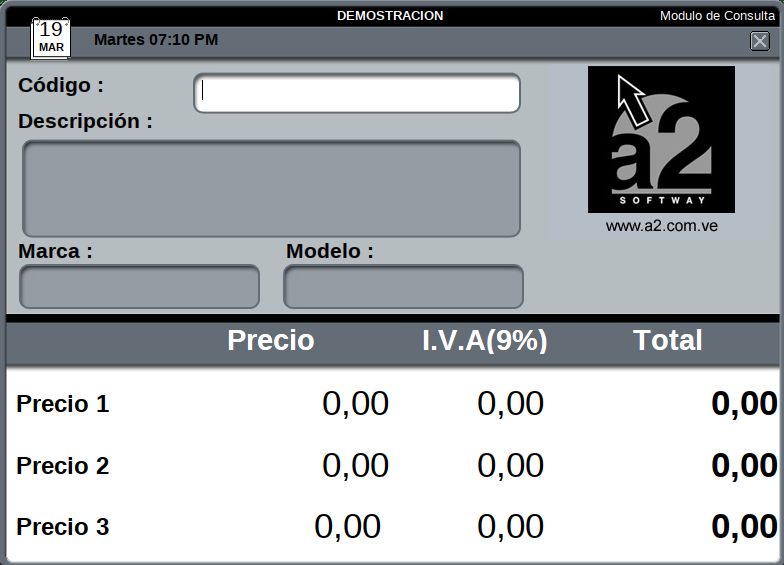 DEMOSTRACION
Modulo de Consulta
19
MAR
Martes 07:10 PM
Código :
Descripción :
a2
SOFTWAY
www.a2.com.ve
Marca :
Modelo :
Precio I.V.A(9%) Total
Precio 1 0,00 0,00 0,00
Precio 2 0,00 0,00 0,00
Precio 3 0,00 0,00 0,00